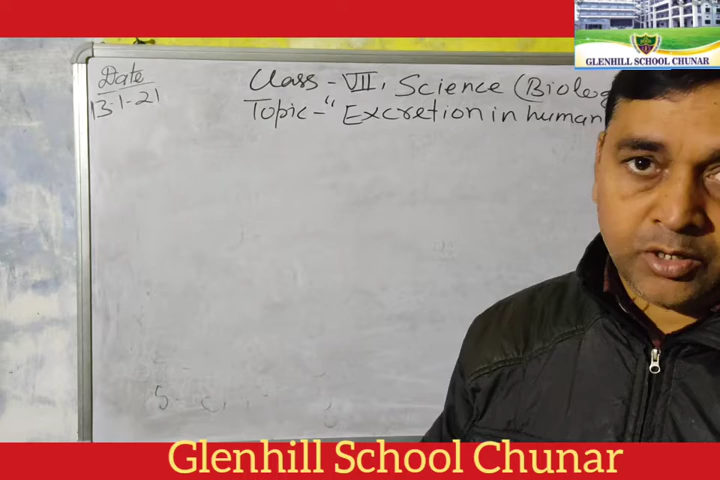 GLENHILL SCHOOL CHUNAR
Date
13-1-21
Class - VII, Science (Biolog
Topic - " Excretion in human
Glenhill School Chunar